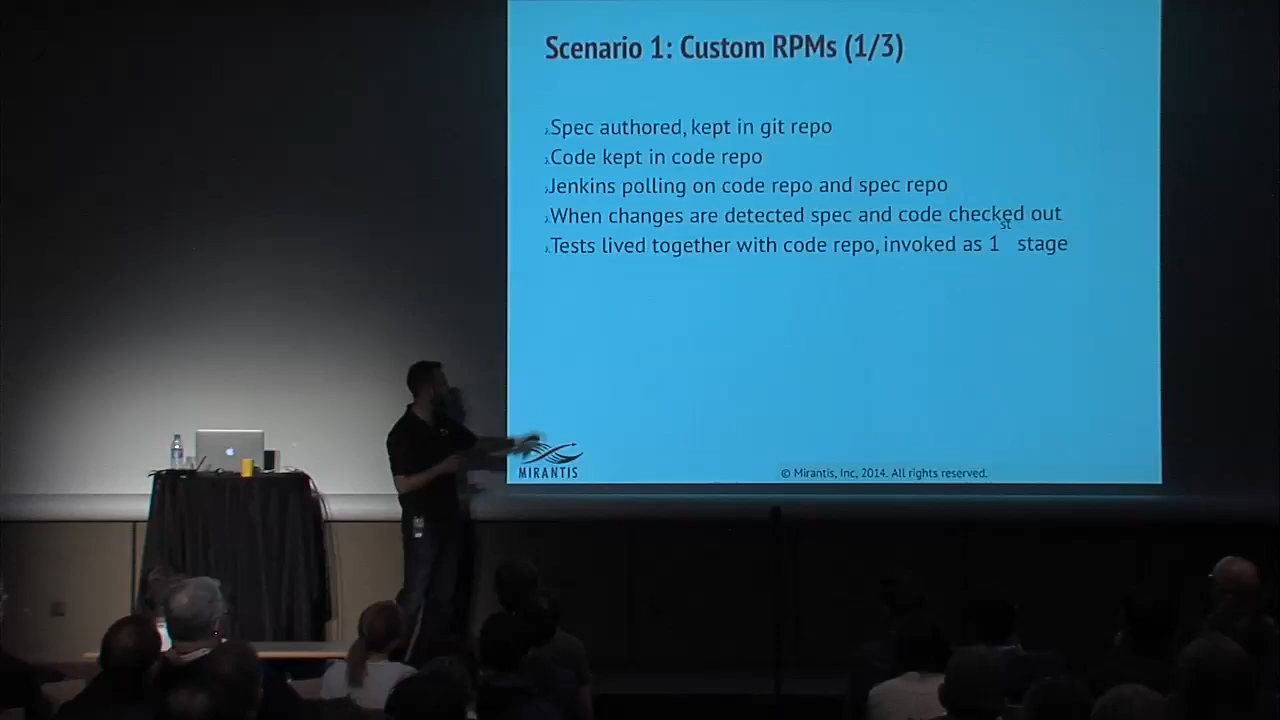 Scenario 1: Custom RPMs (1/3)
Spec authored, kept in git repo
Code kept in code repo
Jenkins polling on code repo and spec repo
When changes are detected spec and code checked out
Tests lived together with code repo, invoked as 1st stage
MIRANTIS
© Mirantis, Inc, 2014. All rights reserved.